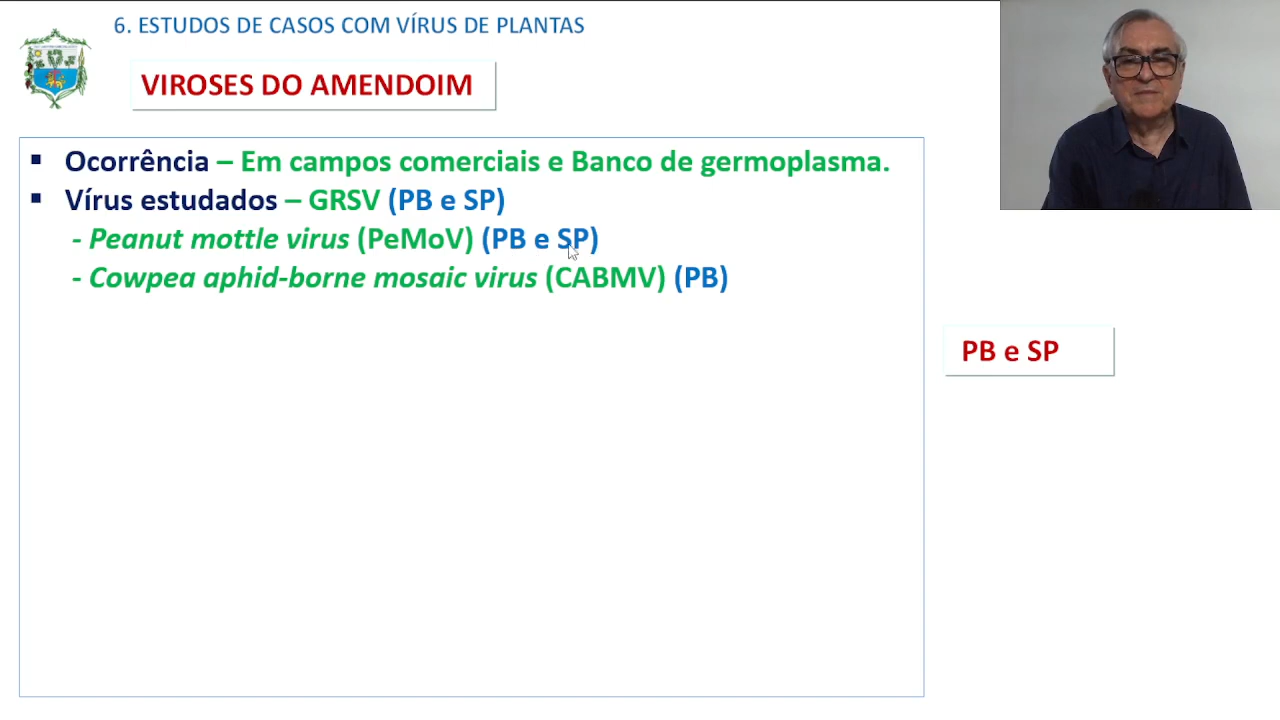 6. ESTUDOS DE CASOS COM VÍRUS DE PLANTAS
VIROSES DO AMENDOIM
▪ Ocorrência – Em campos comerciais e Banco de germoplasma.
▪ Vírus estudados – GRSV (PB e SP)
- Peanut mottle virus (PeMoV) (PB e SP)
- Cowpea aphid-borne mosaic virus (CABMV) (PB)
PB e SP